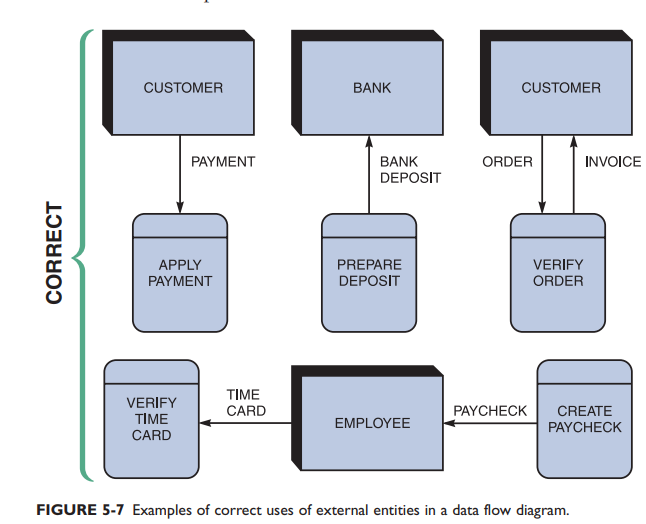 CORRECT
CUSTOMER
BANK
CUSTOMER
PAYMENT
BANK
DEPOSIT
ORDER
INVOICE
APPLY
PAYMENT
PREPARE
DEPOSIT
VERIFY
ORDER
VERIFY
TIME
CARD
TIME
CARD
EMPLOYEE
PAYCHECK
CREATE
PAYCHECK
FIGURE 5-7 Examples of correct uses of external entities in a data flow diagram.